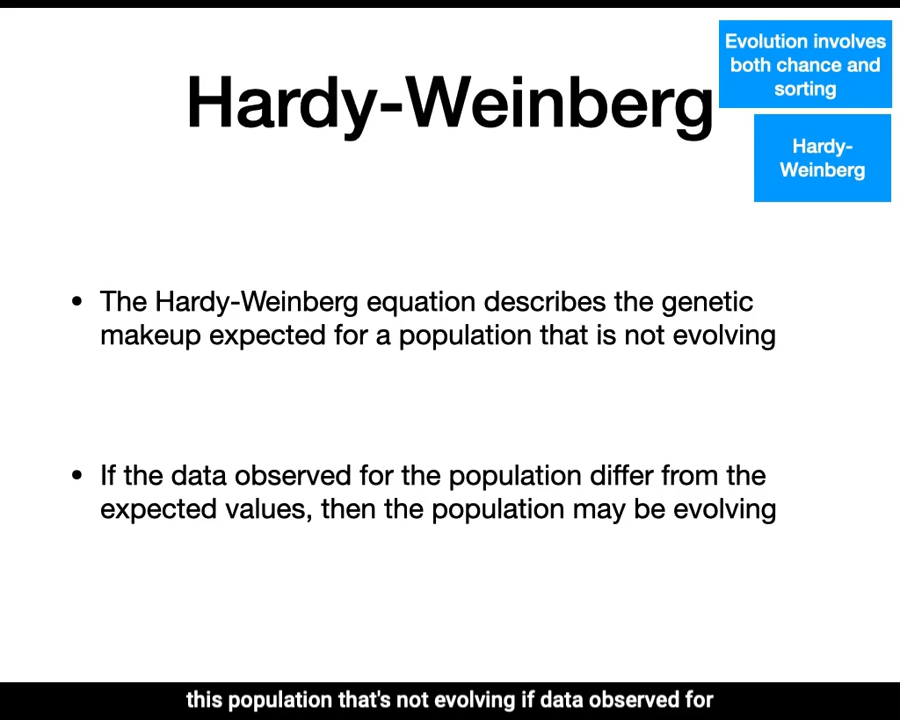 Evolution involves
both chance and
sorting
Hardy-Weinberg
Hardy-
Weinberg
• The Hardy-Weinberg equation describes the genetic
makeup expected for a population that is not evolving
• If the data observed for the population differ from the
expected values, then the population may be evolving
this population that's not evolving if data observed for